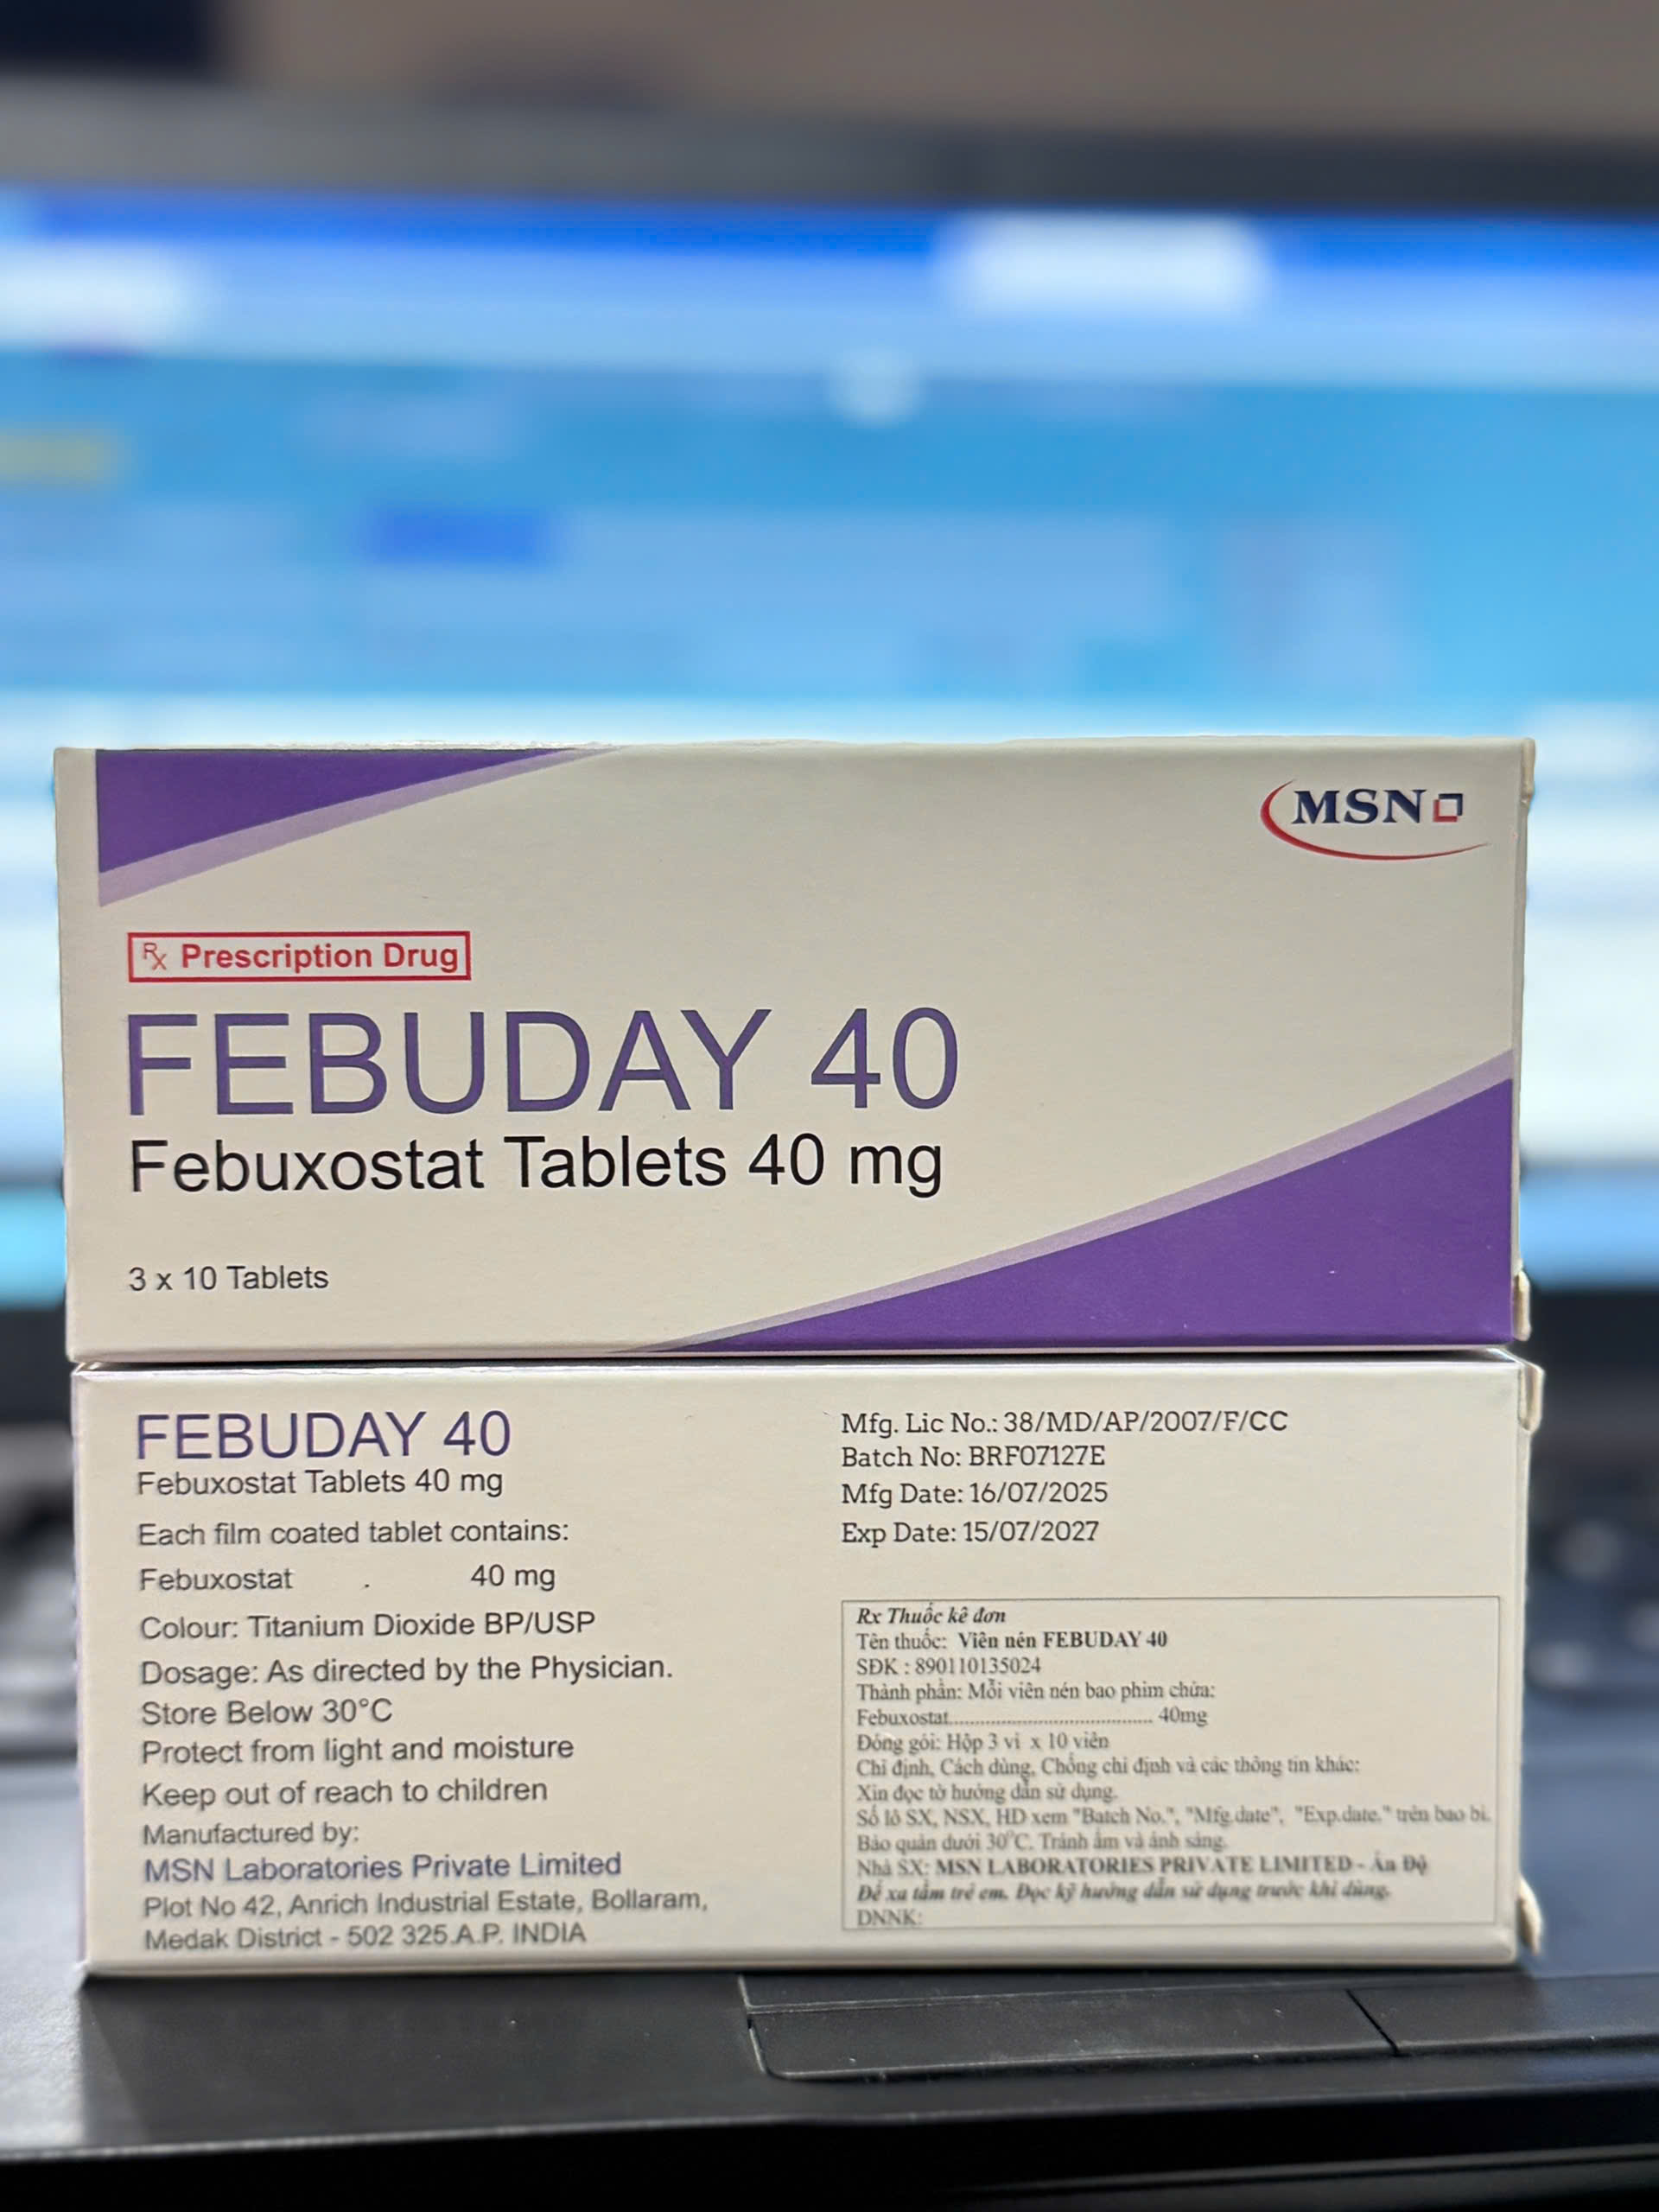 MSN
Rx Prescription Drug
FEBUDAY 40
Febuxostat Tablets 40 mg
3 x 10 Tablets
FEBUDAY 40
Febuxostat Tablets 40 mg
Each film coated tablet contains:
Febuxostat . 40 mg
Colour: Titanium Dioxide BP/USP
Dosage: As directed by the Physician.
Store Below 30°C
Protect from light and moisture
Keep out of reach to children
Manufactured by:
MSN Laboratories Private Limited
Plot No 42, Anrich Industrial Estate, Bollaram,
Medak District - 502 325.A.P. INDIA
Mfg. Lic No.: 38/MD/AP/2007/F/CC
Batch No: BRF07127E
Mfg Date: 16/07/2025
Exp Date: 15/07/2027
Rx Thuốc kê đơn
Tên thuốc: Viên nén FEBUDAY 40
SĐK : 890110135024
Thành phần: Mỗi viên nén bao phim chứa:
Febuxostat........................................ 40mg
Đóng gói: Hộp 3 vỉ x 10 viên
Chỉ định, Cách dùng, Chống chỉ định và các thông tin khác:
Xin đọc tờ hướng dẫn sử dụng.
Số lô SX, NSX, HD xem "Batch No.", "Mfg.date", "Exp.date." trên bao bì.
Bảo quản dưới 30°C. Tránh ẩm và ánh sáng.
Nhà SX: MSN LABORATORIES PRIVATE LIMITED - Ấn Độ
Để xa tầm trẻ em. Đọc kỹ hướng dẫn sử dụng trước khi dùng.
DNNK: